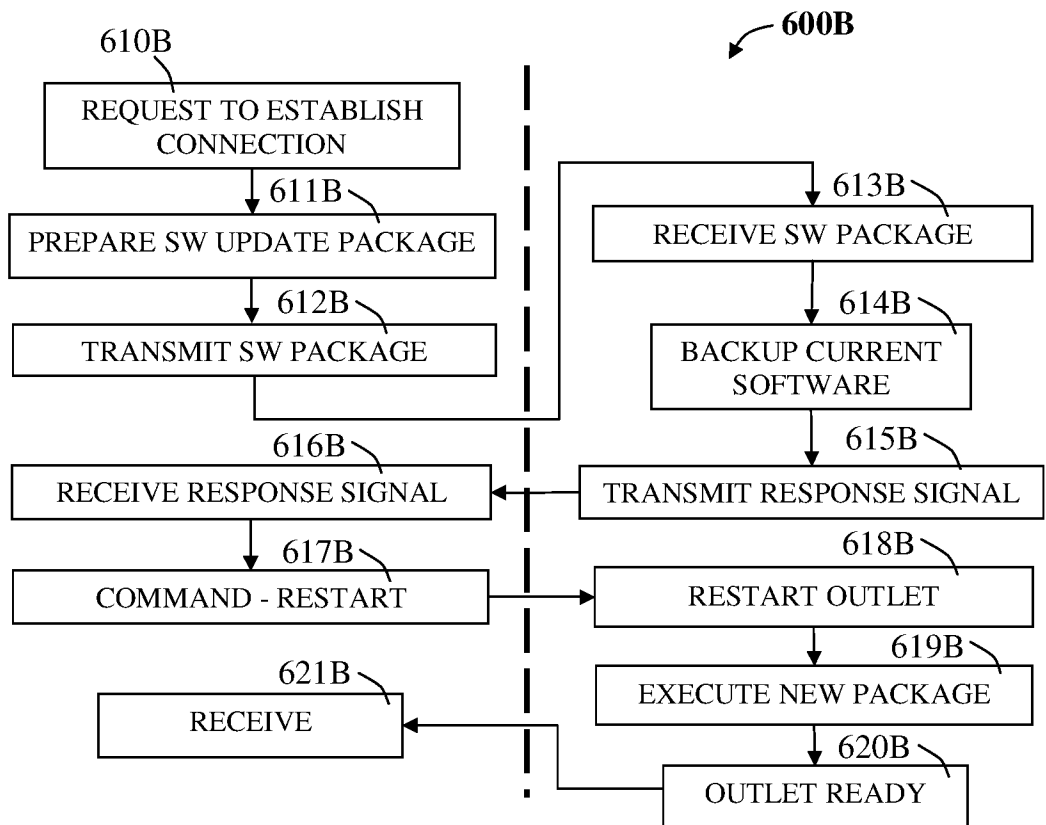 600B
610B
REQUEST TO ESTABLISH
CONNECTION
611B
PREPARE SW UPDATE PACKAGE
612B
TRANSMIT SW PACKAGE
613B
RECEIVE SW PACKAGE
614B
BACKUP CURRENT
SOFTWARE
615B
TRANSMIT RESPONSE SIGNAL
616B
RECEIVE RESPONSE SIGNAL
617B
COMMAND - RESTART
618B
RESTART OUTLET
619B
EXECUTE NEW PACKAGE
620B
OUTLET READY
621B
RECEIVE